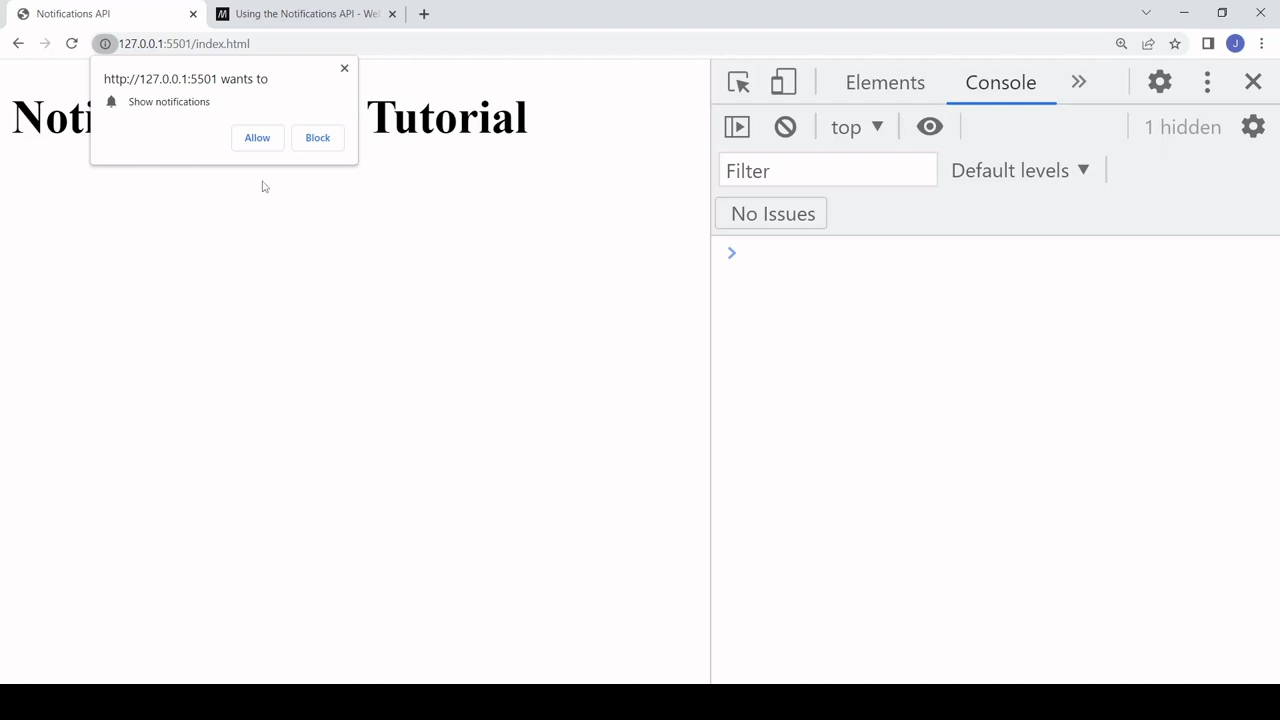 Notifications API
Using the Notifications API - Wel
127.0.0.1:5501/index.html
J
http://127.0.0.1:5501 wants to
Show notifications
Allow
Block
Noti Tutorial
Elements
Console
top
1 hidden
Filter
Default levels
No Issues